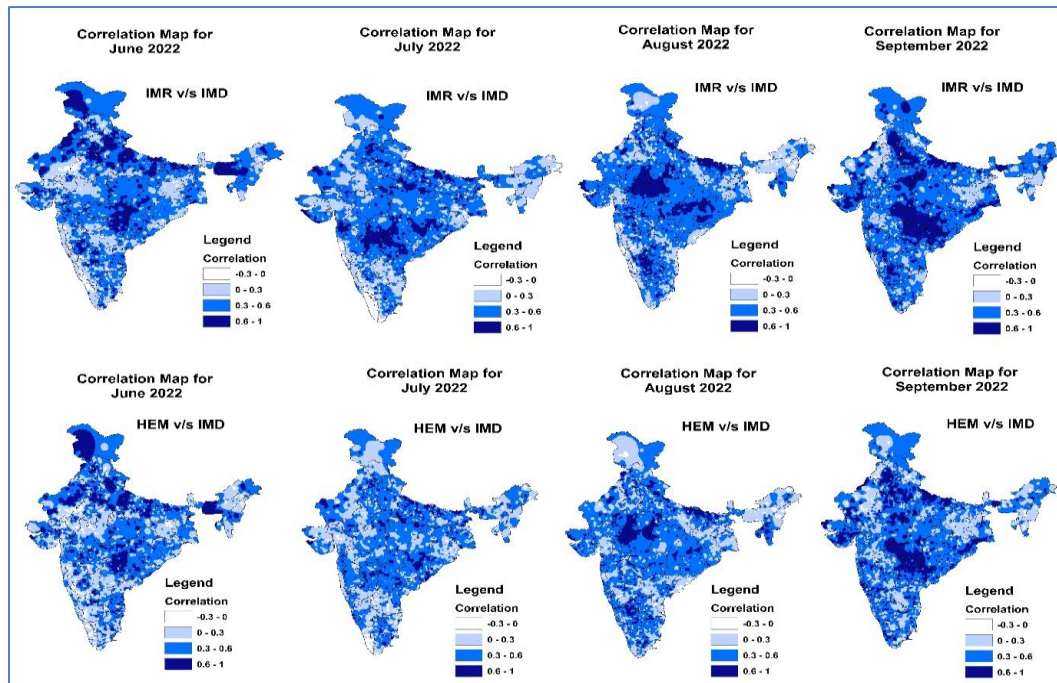 Correlation Map for
June 2022
IMR v/s IMD
Legend
Correlation
-0.3 - 0
0 - 0.3
0.3 - 0.6
0.6 - 1
Correlation Map for
July 2022
IMR v/s IMD
Legend
Correlation
-0.3 - 0
0 - 0.3
0.3 - 0.6
0.6 - 1
Correlation Map for
August 2022
IMR v/s IMD
Legend
Correlation
-0.3 - 0
0 - 0.3
0.3 - 0.6
0.6 - 1
Correlation Map for
September 2022
IMR v/s IMD
Legend
Correlation
-0.3 - 0
0 - 0.3
0.3 - 0.6
0.6 - 1
Correlation Map for
June 2022
HEM v/s IMD
Legend
Correlation
-0.3 - 0
0 - 0.3
0.3 - 0.6
0.6 - 1
Correlation Map for
July 2022
HEM v/s IMD
Legend
Correlation
-0.3 - 0
0 - 0.3
0.3 - 0.6
0.6 - 1
Correlation Map for
August 2022
HEM v/s IMD
Legend
Correlation
-0.3 - 0
0 - 0.3
0.3 - 0.6
0.6 - 1
Correlation Map for
September 2022
HEM v/s IMD
Legend
Correlation
-0.3 - 0
0 - 0.3
0.3 - 0.6
0.6 - 1